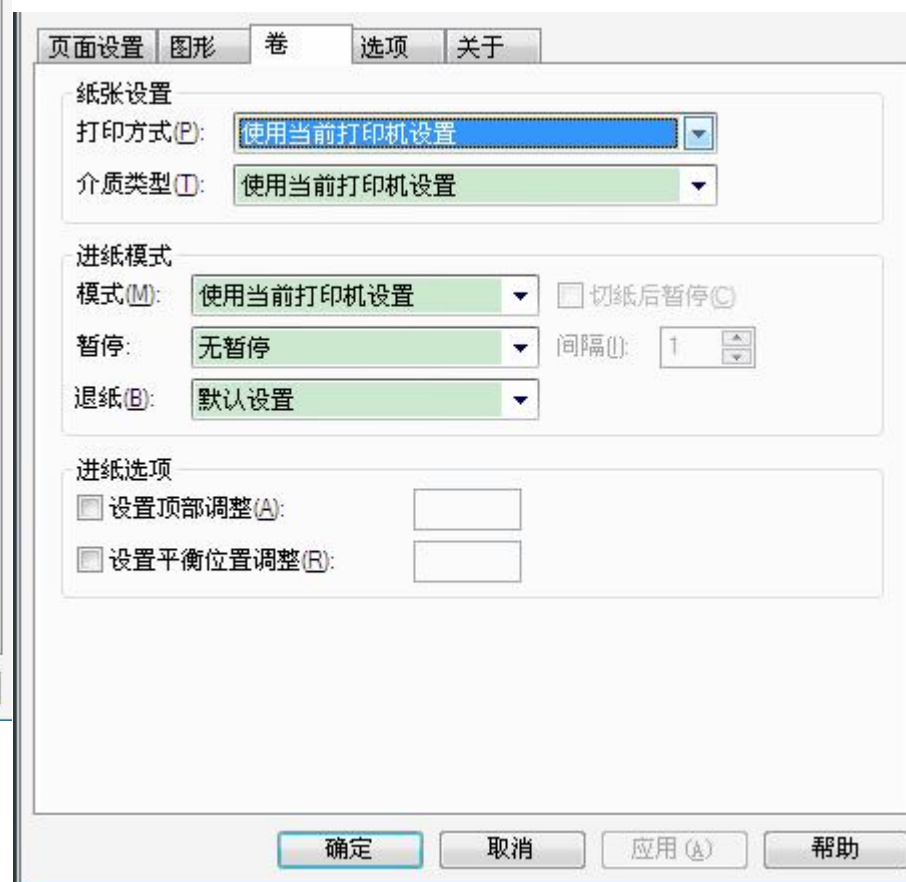 页面设置 图形 卷 选项 关于
纸张设置
打印方式(P): 使用当前打印机设置
介质类型(T): 使用当前打印机设置
进纸模式
模式(M): 使用当前打印机设置 切纸后暂停(C)
暂停: 无暂停 间隔(I): 1
退纸(B): 默认设置
进纸选项
设置顶部调整(A):
设置平衡位置调整(R):
确定 取消 应用(A) 帮助